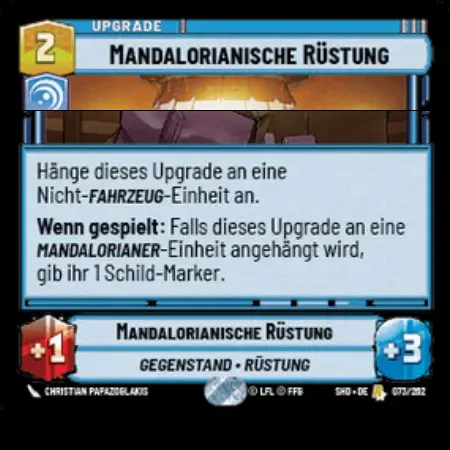 UPGRADE
2
MANDALORIANISCHE RÜSTUNG
Hänge dieses Upgrade an eine
Nicht-FAHRZEUG-Einheit an.
Wenn gespielt: Falls dieses Upgrade an eine
MANDALORIANER-Einheit angehängt wird,
gib ihr 1 Schild-Marker.
MANDALORIANISCHE RÜSTUNG
+1
+3
GEGENSTAND • RÜSTUNG
CHRISTIAN PAPAZOGLAKIS © LFL © FFG SHD • DE 073/262